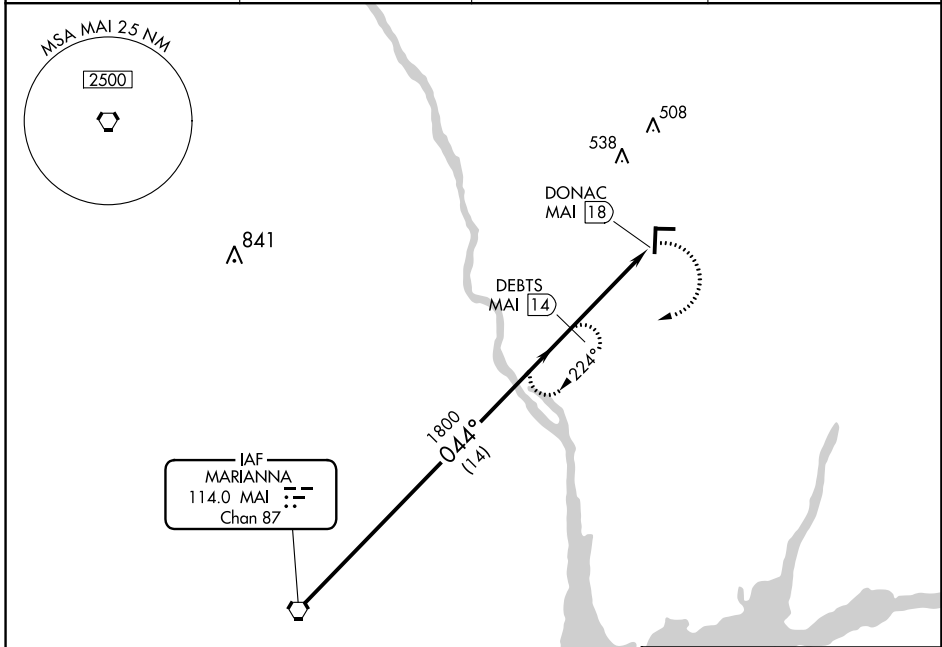 MSA MAI 25 NM
2500
508
538
DONAC
MAI 18
841
DEBTS
MAI 14
224°
1800
044°
(14)
IAF
MARIANNA
114.0 MAI
Chan 87